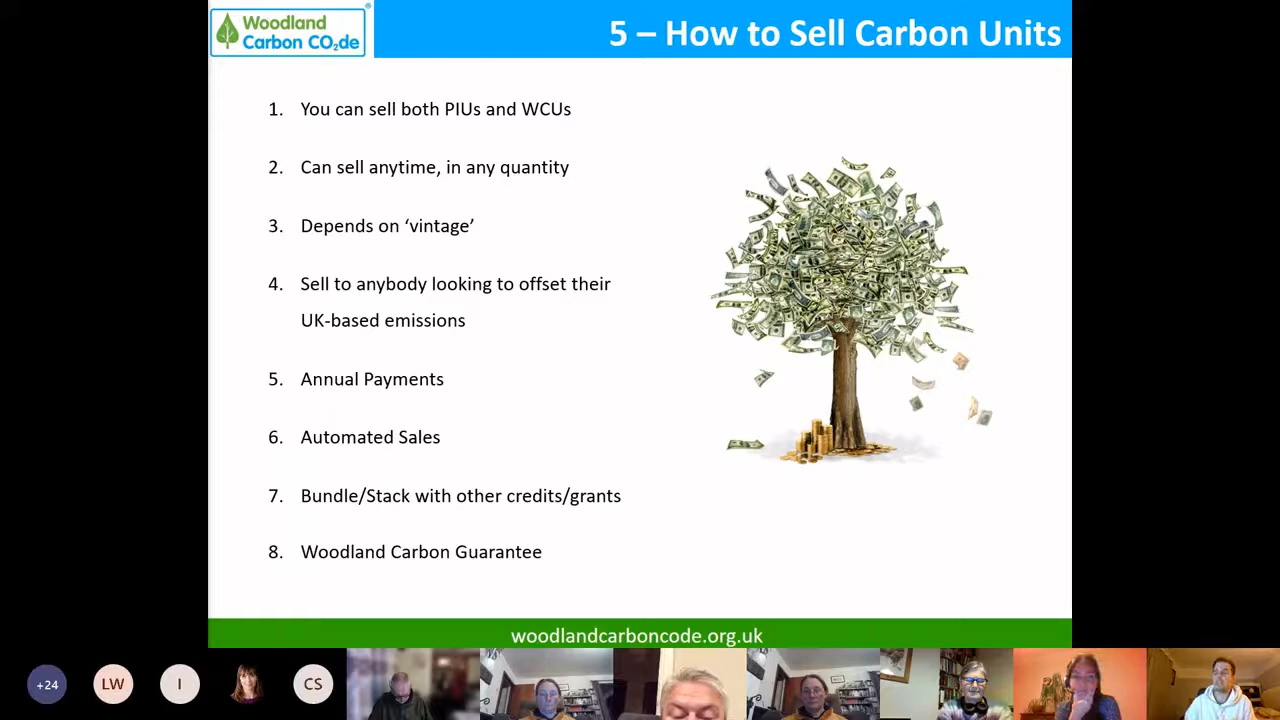 Woodland
Carbon CO₂de
®
5 – How to Sell Carbon Units
1. You can sell both PIUs and WCUs
2. Can sell anytime, in any quantity
3. Depends on ‘vintage’
4. Sell to anybody looking to offset their
UK-based emissions
5. Annual Payments
6. Automated Sales
7. Bundle/Stack with other credits/grants
8. Woodland Carbon Guarantee
woodlandcarboncode.org.uk
+24
LW
I
CS